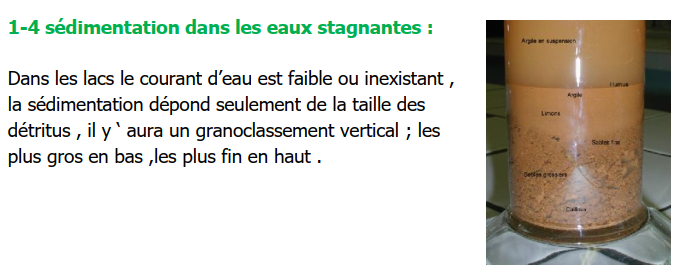 1-4 sédimentation dans les eaux stagnantes :
Dans les lacs le courant d’eau est faible ou inexistant ,
la sédimentation dépond seulement de la taille des
détritus , il y ‘ aura un granoclassement vertical ; les
plus gros en bas ,les plus fin en haut .
Argile en suspension
Humus
Argile
Limons
Sables fins
Sables grossiers
Cailloux